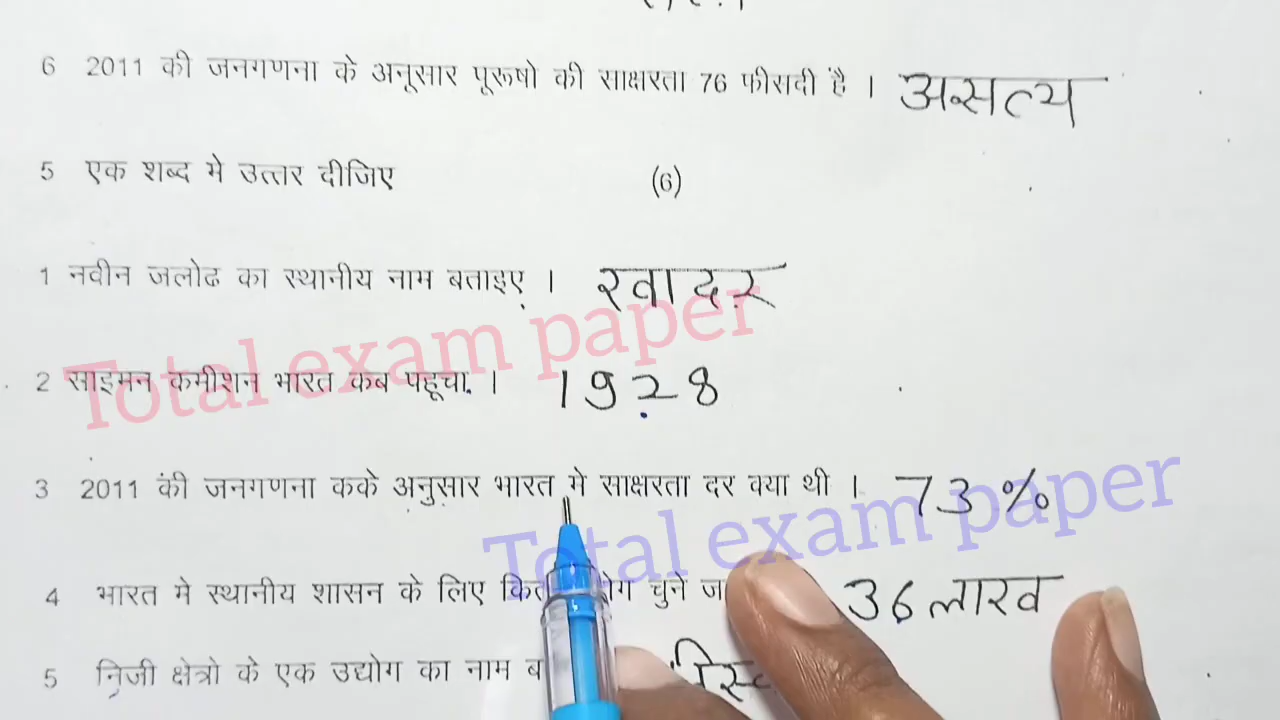 6 2011 की जनगणना के अनूसार पूरूषो की साक्षरता 76 फीसदी है । असत्य
5 एक शब्द मे उत्तर दीजिए (6)
1 नवीन जलोढ का स्थानीय नाम बताइए । खादर
Total exam paper
2 साइमन कमीशन भारत कब पहूचा. । 1928
3 2011 की जनगणना कके अनुसार भारत मे साक्षरता दर क्या थी । 73%
Total exam paper
4 भारत मे स्थानीय शासन के लिए चुने 36 लाख
5 निजी क्षेत्रो के एक उद्योग का नाम